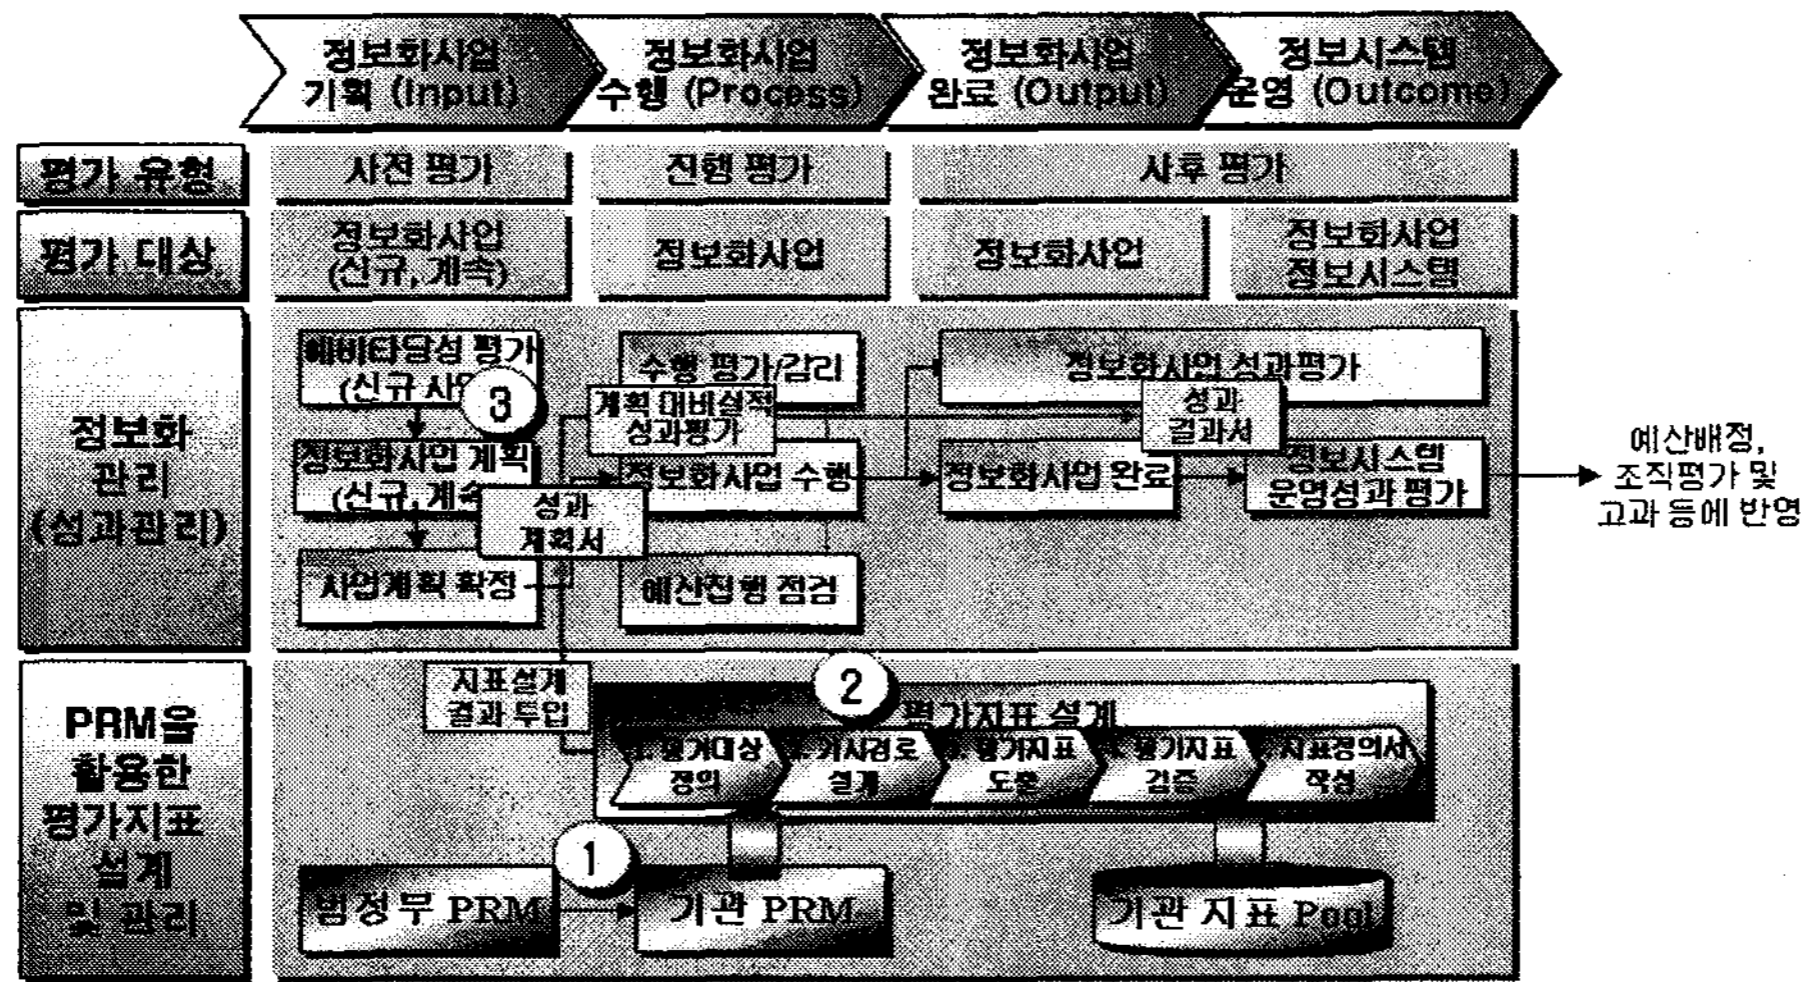 정보화사업
기획 (Input)
정보화사업
수행 (Process)
정보화사업
완료 (Output)
정보시스템
운영 (Outcome)
평가 유형
사전 평가
진행 평가
사후 평가
평가 대상
정보화사업
(신규, 계속)
정보화사업
정보화사업
정보화사업
정보시스템
정보화
관리
(성과관리)
예비타당성 평가
(신규 사업
3
정보화사업 계획
(신규, 계속
성과
계획서
사업계획 확정
수행 평가/감리
계획 대비실적
성과평가
정보화사업 수행
예산집행 점검
정보화사업 성과평가
성과
결과서
정보화사업 완료
정보시스템
운영성과 평가
예산배정,
조직평가 및
고과 등에 반영
PRM을
활용한
평가지표
설계
및 관리
지표설계
결과 투입
2
평가지표 설계
1. 평가대상
정의
기사경로
설계
평가지표
도출
평가지표
검증
지표정의서
작성
1
범정부 PRM
기관 PRM
기관 지표 Pool